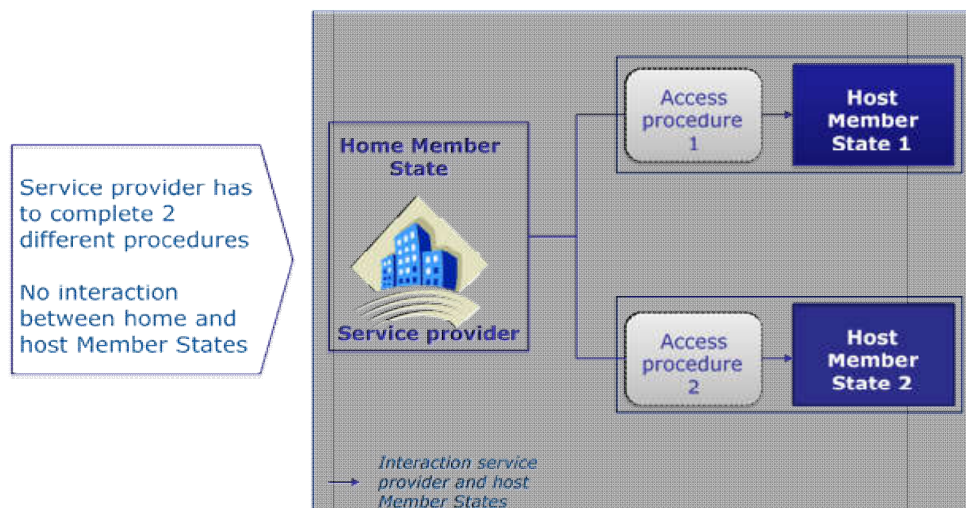 Service provider has
to complete 2
different procedures
No interaction
between home and
host Member States
Home Member
State
Service provider
Access
procedure
1
Host
Member
State 1
Access
procedure
2
Host
Member
State 2
Interaction service
provider and host
Member States